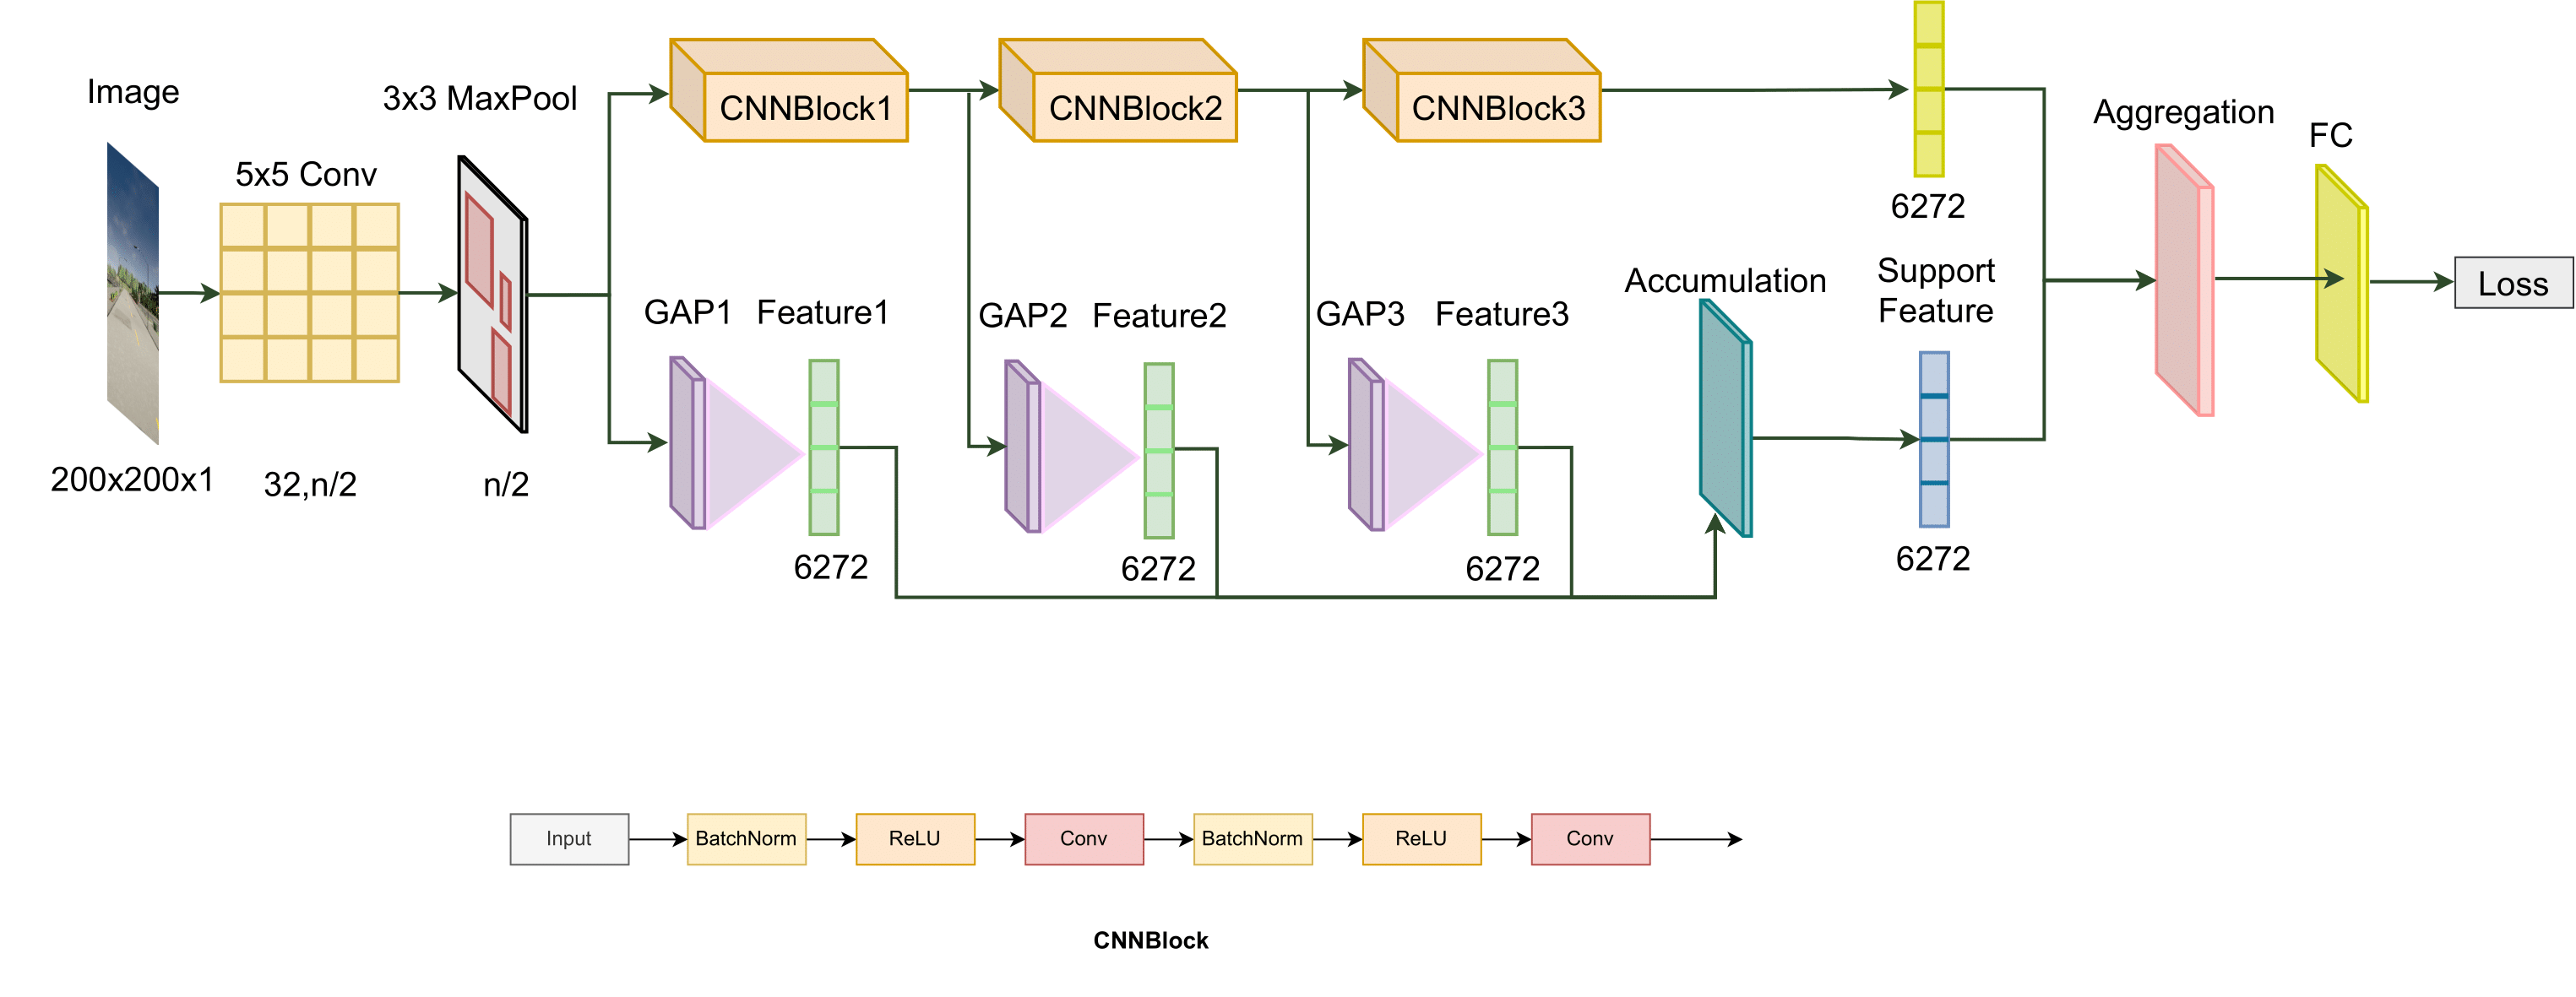 Image
3x3 MaxPool
5x5 Conv
CNNBlock1
CNNBlock2
CNNBlock3
6272
Aggregation
FC
200x200x1
32,n/2
n/2
GAP1
Feature1
6272
GAP2
Feature2
6272
GAP3
Feature3
6272
Accumulation
Support
Feature
6272
Loss
Input
BatchNorm
ReLU
Conv
BatchNorm
ReLU
Conv
CNNBlock